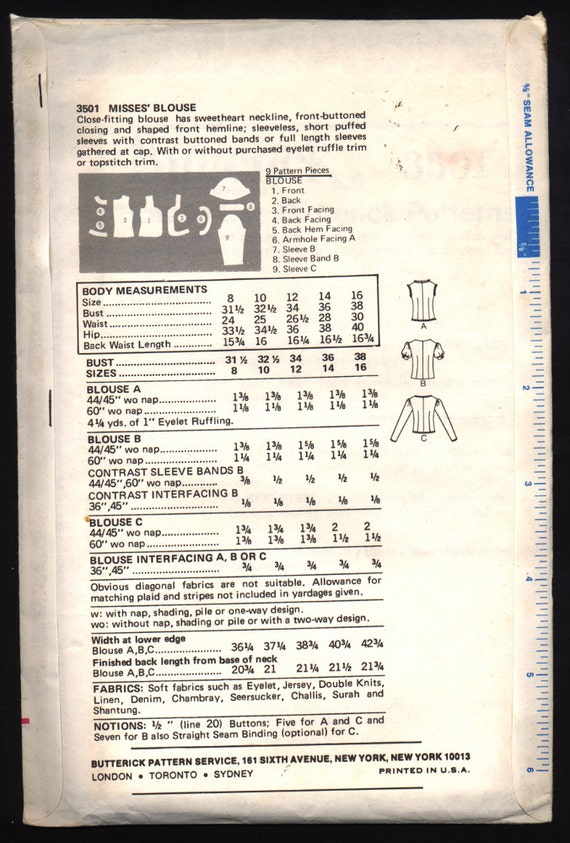 3501 MISSES' BLOUSE
Close-fitting blouse has sweetheart neckline, front-buttoned
closing and shaped front hemline; sleeveless, short puffed
sleeves with contrast buttoned bands or full length sleeves
gathered at cap. With or without purchased eyelet ruffle trim
or topstitch trim.
9 Pattern Pieces
BLOUSE
1. Front
2. Back
3. Front Facing
4. Back Facing
5. Back Hem Facing
6. Armhole Facing A
7. Sleeve B
8. Sleeve Band B
9. Sleeve C
BODY MEASUREMENTS
Size 8 10 12 14 16
Bust 31½ 32½ 34 36 38
Waist 24 25 26½ 28 30
Hip 33½ 34½ 36 38 40
Back Waist Length 15¾ 16 16¼ 16½ 16¾
BUST 31 ½ 32 ½ 34 36 38
SIZES 8 10 12 14 16
BLOUSE A
44/45" wo nap 1⅜ 1⅜ 1⅜ 1⅜ 1⅜
60" wo nap 1⅛ 1⅛ 1⅛ 1⅛ 1⅛
4¼ yds. of 1" Eyelet Ruffling.
BLOUSE B
44/45" wo nap 1⅜ 1⅜ 1⅝ 1⅝ 1⅝
60" wo nap 1¼ 1¼ 1¼ 1¼ 1¼
CONTRAST SLEEVE BANDS B
44/45",60" wo nap ⅜ ½ ½ ½ ½
CONTRAST INTERFACING B
36",45" ⅛ ⅛ ⅛ ⅛ ⅛
BLOUSE C
44/45" wo nap 1¾ 1¾ 1¾ 2 2
60" wo nap 1⅜ 1⅜ 1⅜ 1½ 1½
BLOUSE INTERFACING A, B OR C
36",45" ¾ ¾ ¾ ¾ ¾
Obvious diagonal fabrics are not suitable. Allowance for
matching plaid and stripes not included in yardages given.
w: with nap, shading, pile or one-way design.
wo: without nap, shading or pile or with a two-way design.
Width at lower edge
Blouse A,B,C 36¼ 37¼ 38¾ 40¾ 42¾
Finished back length from base of neck
Blouse A,B,C 20¾ 21 21¼ 21½ 21¾
FABRICS: Soft fabrics such as Eyelet, Jersey, Double Knits,
Linen, Denim, Chambray, Seersucker, Challis, Surah and
Shantung.
NOTIONS: ½ " (line 20) Buttons; Five for A and C and
Seven for B also Straight Seam Binding (optional) for C.
BUTTERICK PATTERN SERVICE, 161 SIXTH AVENUE, NEW YORK, NEW YORK 10013
LONDON • TORONTO • SYDNEY PRINTED IN U.S.A.
A
B
C
⅝" SEAM ALLOWANCE
⅝"
1
2
3
4
5
6